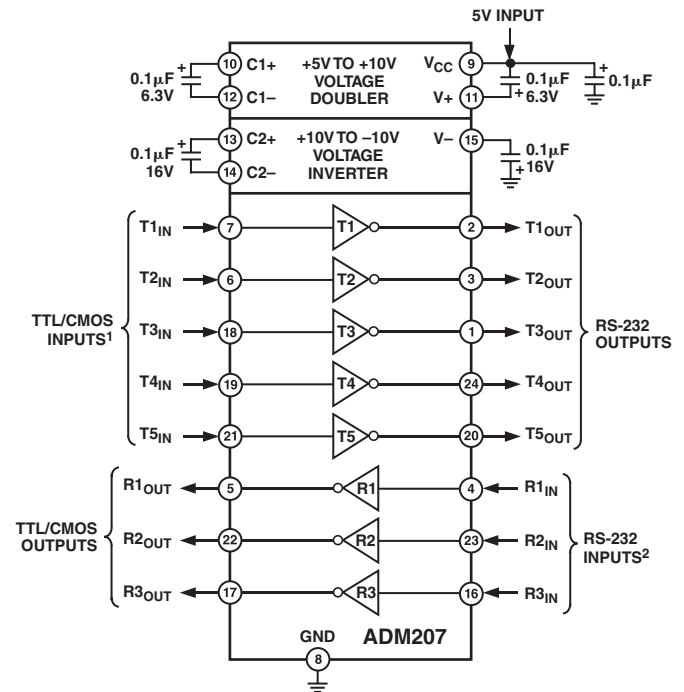 5V INPUT
0.1μF
6.3V
10 C1+
12 C1–
+5V TO +10V
VOLTAGE
DOUBLER
VCC 9
V+ 11
0.1μF
6.3V
0.1μF
0.1μF
16V
13 C2+
14 C2–
+10V TO –10V
VOLTAGE
INVERTER
V– 15
0.1μF
16V
TTL/CMOS
INPUTS1
T1IN 7 T1 2 T1OUT
T2IN 6 T2 3 T2OUT
T3IN 18 T3 1 T3OUT
T4IN 19 T4 24 T4OUT
T5IN 21 T5 20 T5OUT
RS-232
OUTPUTS
TTL/CMOS
OUTPUTS
R1OUT 5 R1 4 R1IN
R2OUT 22 R2 23 R2IN
R3OUT 17 R3 16 R3IN
RS-232
INPUTS2
GND
8
ADM207